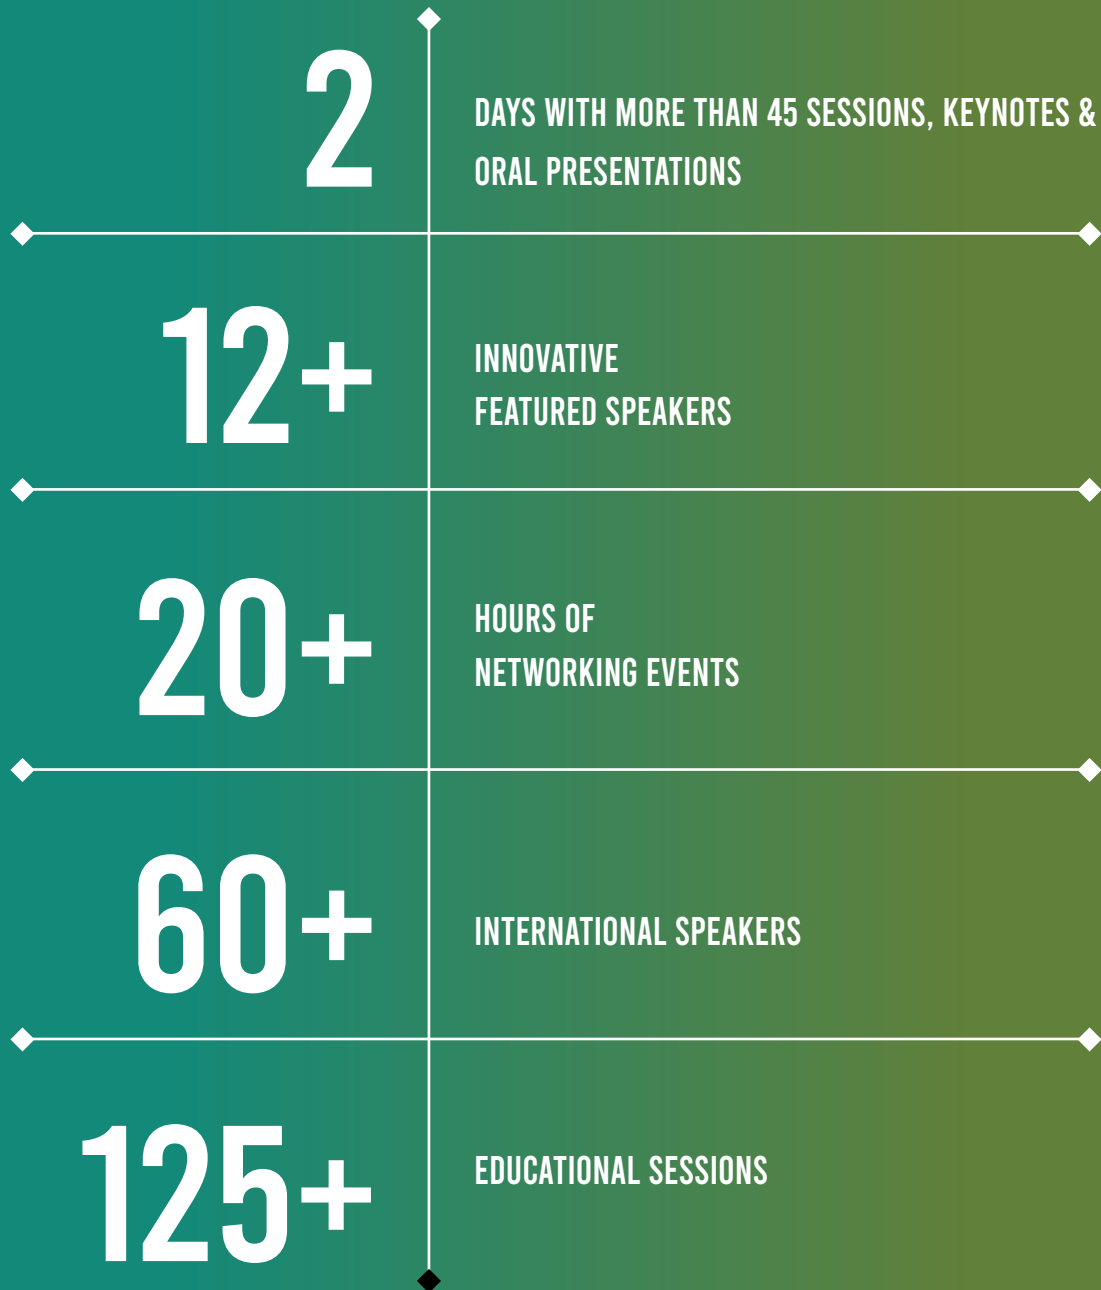 2
DAYS WITH MORE THAN 45 SESSIONS, KEYNOTES &
ORAL PRESENTATIONS
12+
INNOVATIVE
FEATURED SPEAKERS
20+
HOURS OF
NETWORKING EVENTS
60+
INTERNATIONAL SPEAKERS
125+
EDUCATIONAL SESSIONS